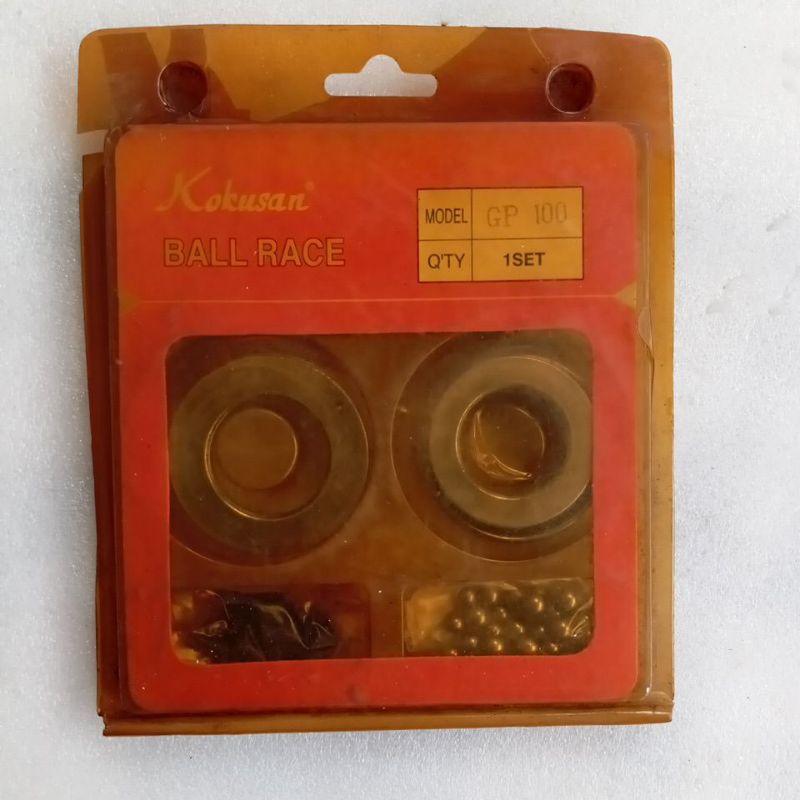 Kokusan®
BALL RACE
MODEL GP 100
Q'TY 1SET